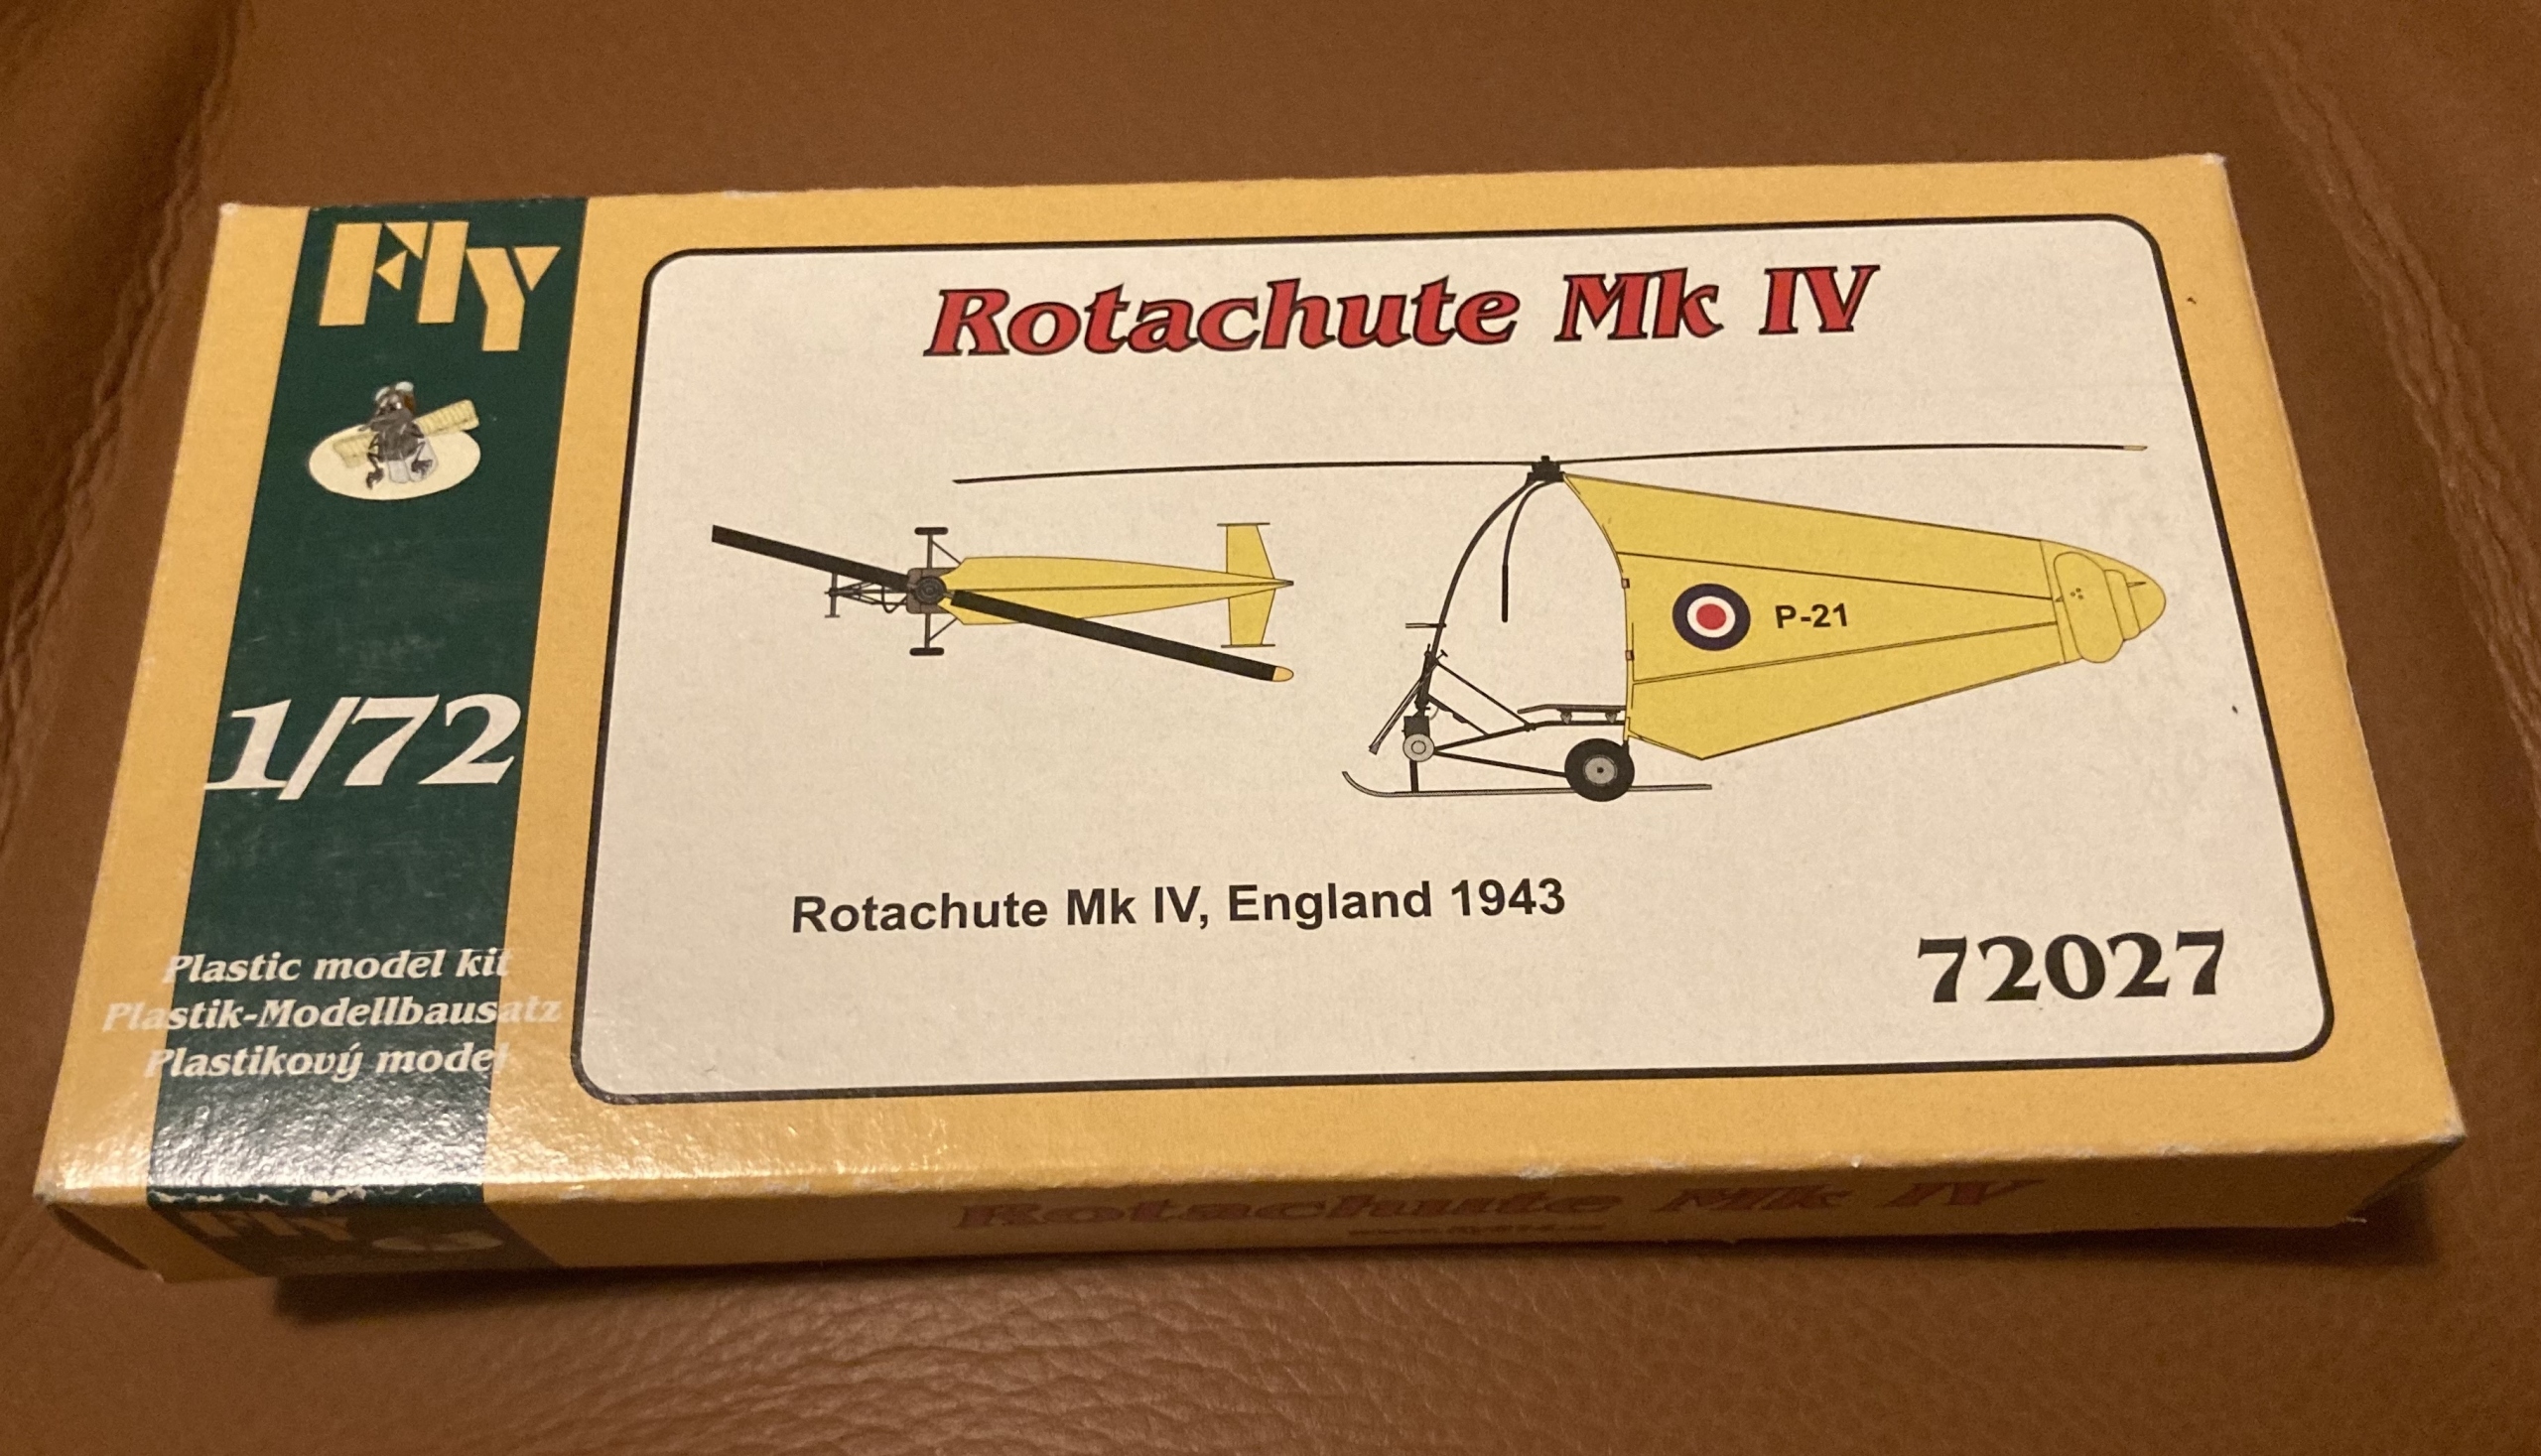 Fly
1/72
Plastic model kit
Plastik-Modellbausatz
Plastikový model
Rotachute Mk IV
P-21
Rotachute Mk IV, England 1943
72027
Fly
Rotachute Mk IV